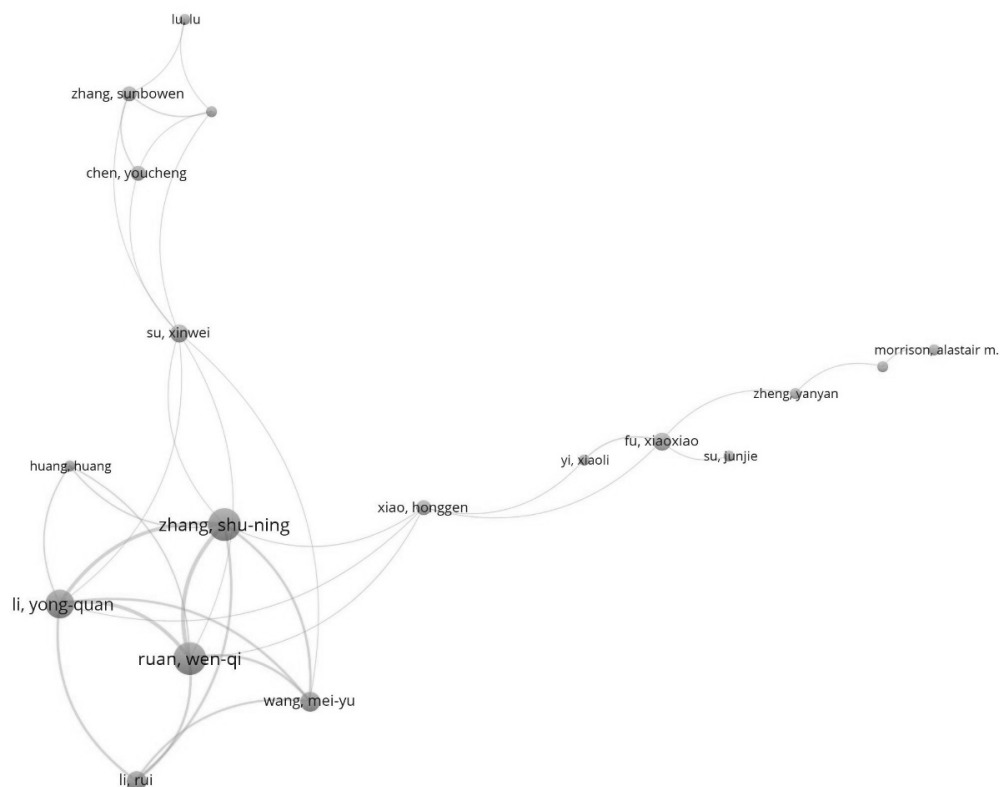 lu, lu
zhang, sunbowen
chen, youcheng
su, xinwei
morrison, alastair m.
zheng, yanyan
fu, xiaoxiao
su, junjie
yi, xiaoli
huang, huang
xiao, honggen
zhang, shu-ning
li, yong-quan
ruan, wen-qi
wang, mei-yu
li, rui